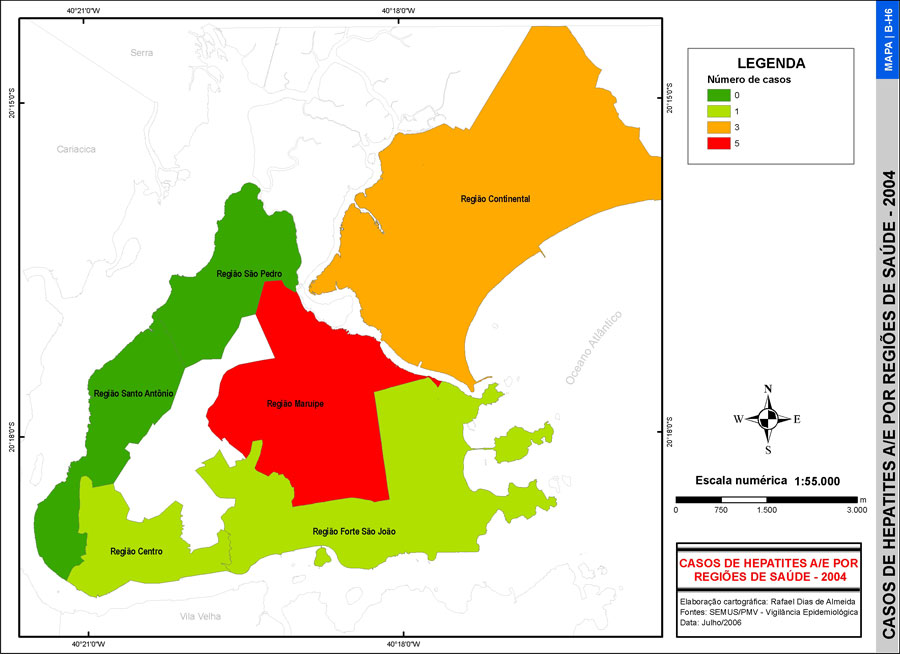 40°21'0"W
40°18'0"W
MAPA | B-H6
Serra
LEGENDA
Número de casos
0
1
3
5
20°15'0"S
20°15'0"S
Cariacica
Região Continental
Região São Pedro
CASOS DE HEPATITES A/E POR REGIÕES DE SAÚDE - 2004
Oceano Atlântico
Região Santo Antônio
Região Maruípe
N
W
E
S
20°18'0"S
20°18'0"S
Escala numérica 1:55.000
m
0 750 1.500 3.000
Região Forte São João
Região Centro
CASOS DE HEPATITES A/E POR
REGIÕES DE SAÚDE - 2004
Elaboração cartográfica: Rafael Dias de Almeida
Fontes: SEMUS/PMV - Vigilância Epidemiológica
Data: Julho/2006
Vila Velha
40°21'0"W
40°18'0"W